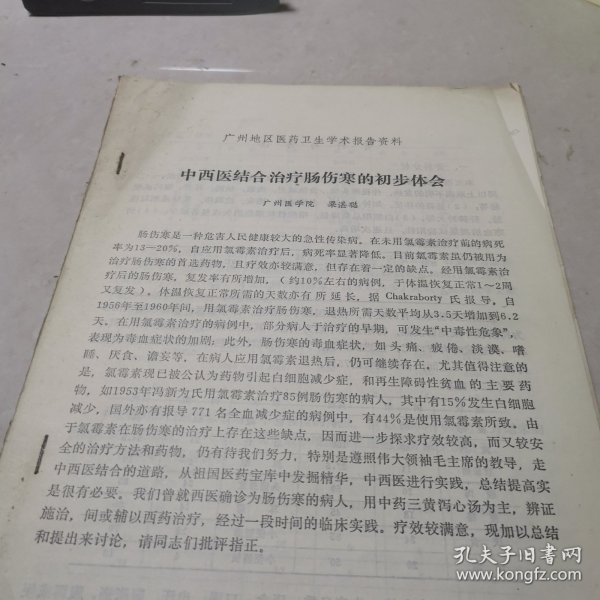 广州地区医药卫生学术报告资料
中西医结合治疗肠伤寒的初步体会
广州医学院 梁湛聪
肠伤寒是一种危害人民健康较大的急性传染病。在未用氯霉素治疗前的病死
率为13—20%，自应用氯霉素治疗后，病死率显著降低。目前氯霉素虽仍被用为
治疗肠伤寒的首选药物，且疗效亦较满意，但存在着一定的缺点。经用氯霉素治
疗后的肠伤寒，复发率有所增加，（约10%左右的病例，于体温恢复正常1～2周
又复发）。体温恢复正常所需的天数亦有所延长，据 Chakraborty 氏报导，自
1956年至1960年间，用氯霉素治疗肠伤寒，退热所需天数平均从3.5天增加到6.2
天。在用氯霉素治疗的病例中，部分病人于治疗的早期，可发生“中毒性危象”，
表现为毒血症状的加剧；此外，肠伤寒的毒血症状，如头痛、疲倦、淡漠、嗜
睡、厌食、谵妄等，在病人应用氯霉素退热后，仍可继续存在。尤其值得注意的
是，氯霉素现已被公认为药物引起白细胞减少症，和再生障碍性贫血的主要药
物，如1953年冯新为氏用氯霉素治疗85例肠伤寒的病人，其中有15%发生白细胞
减少，国外亦有报导771名全血减少症的病例中，有44%是使用氯霉素所致。由
于氯霉素在肠伤寒的治疗上存在这些缺点，因而进一步探求疗效较高，而又较安
全的治疗方法和药物，仍有待我们努力，特别是遵照伟大领袖毛主席的教导，走
中西医结合的道路，从祖国医药宝库中发掘精华，中西医进行实践，总结提高实
是很有必要。我们曾就西医确诊为肠伤寒的病人，用中药三黄泻心汤为主，辨证
施治，间或辅以西药治疗，经过一段时间的临床实践。疗效较满意，现加以总结
和提出来讨论，请同志们批评指正。
孔夫子旧书网
www.kongfz.com